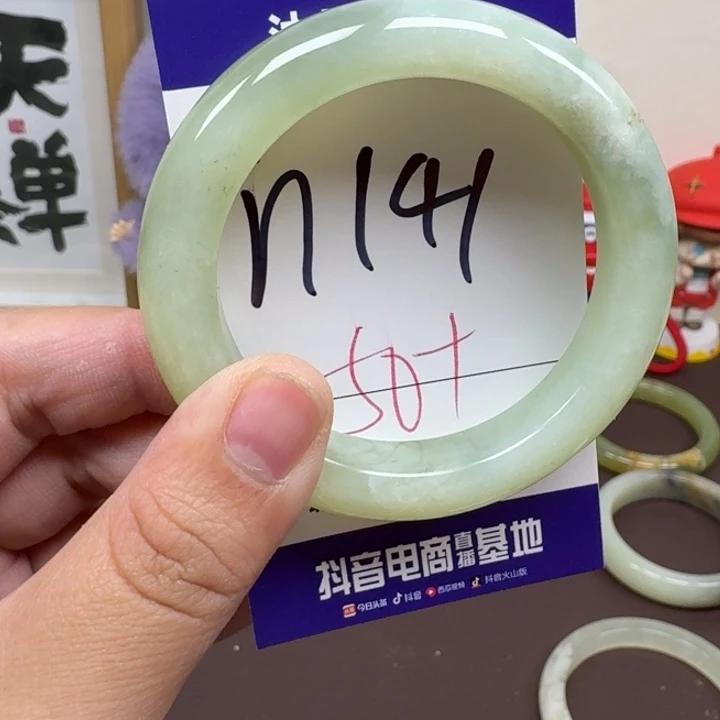 天
禅
n141
50+
抖音电商直播基地
今日头条 抖音 西瓜视频 抖音火山版